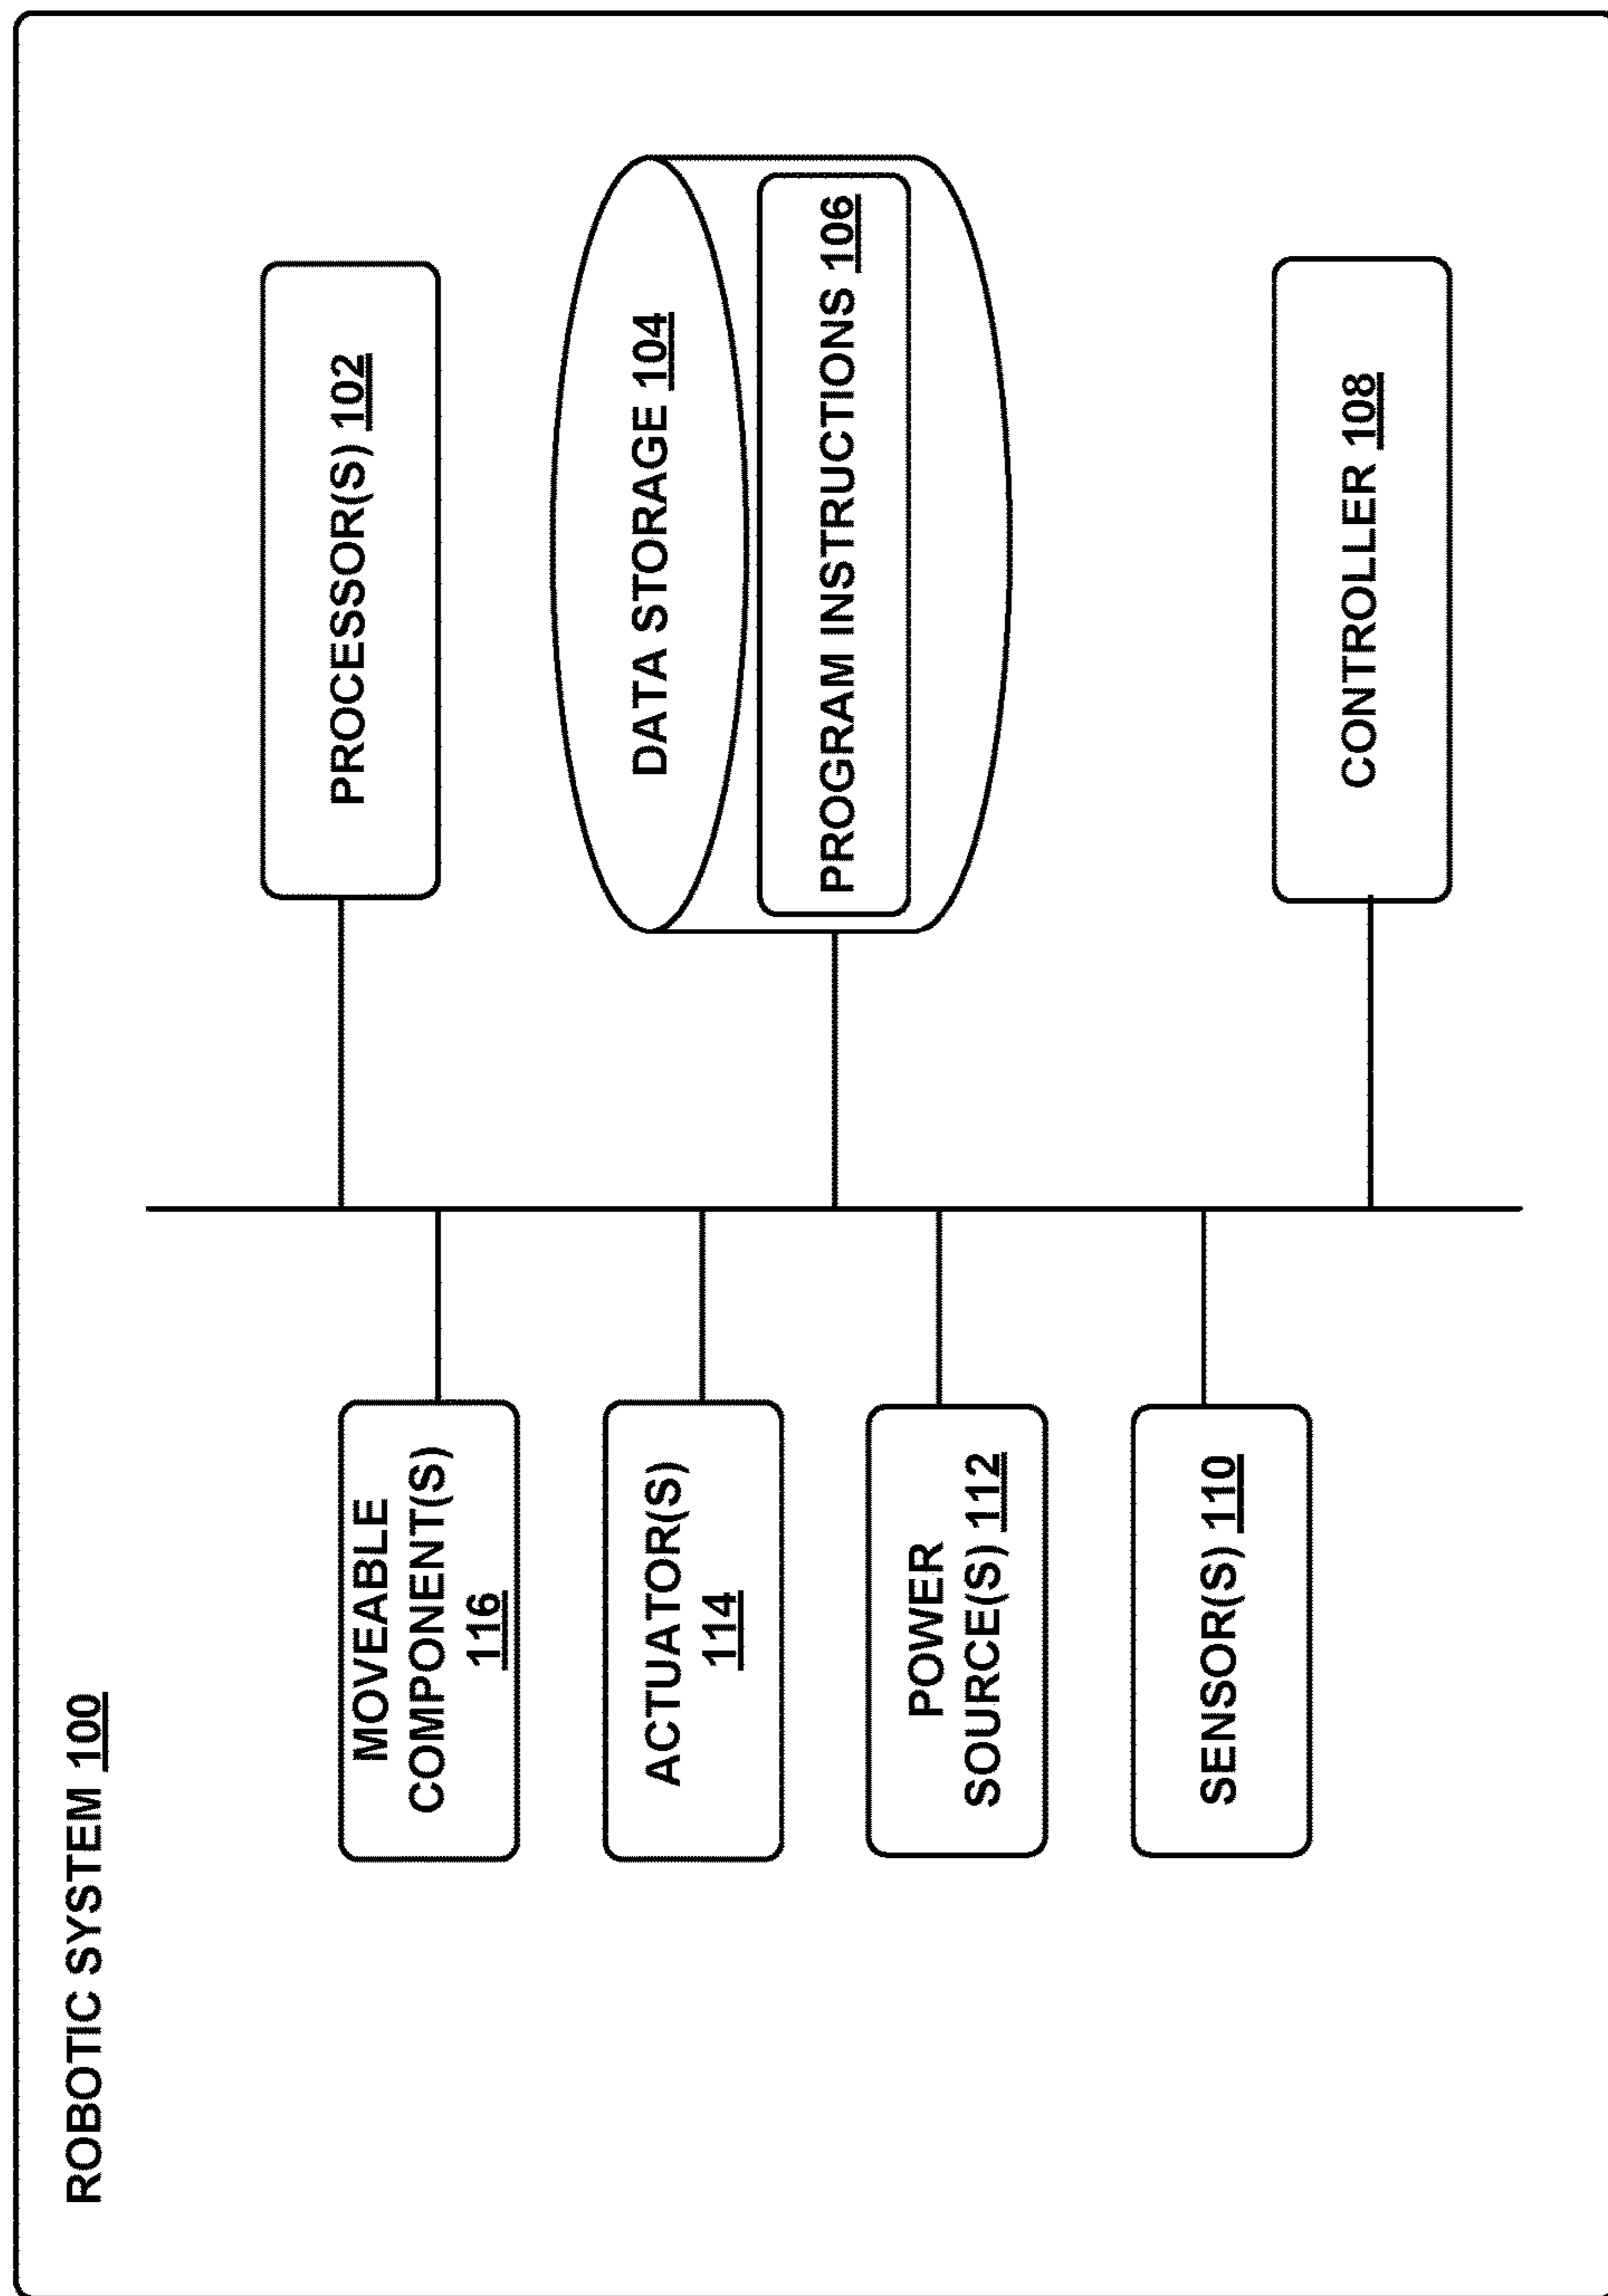 ROBOTIC SYSTEM 100
MOVEABLE
COMPONENT(S)
116
ACTUATOR(S)
114
POWER
SOURCE(S) 112
SENSOR(S) 110
PROCESSOR(S) 102
DATA STORAGE 104
PROGRAM INSTRUCTIONS 106
CONTROLLER 108